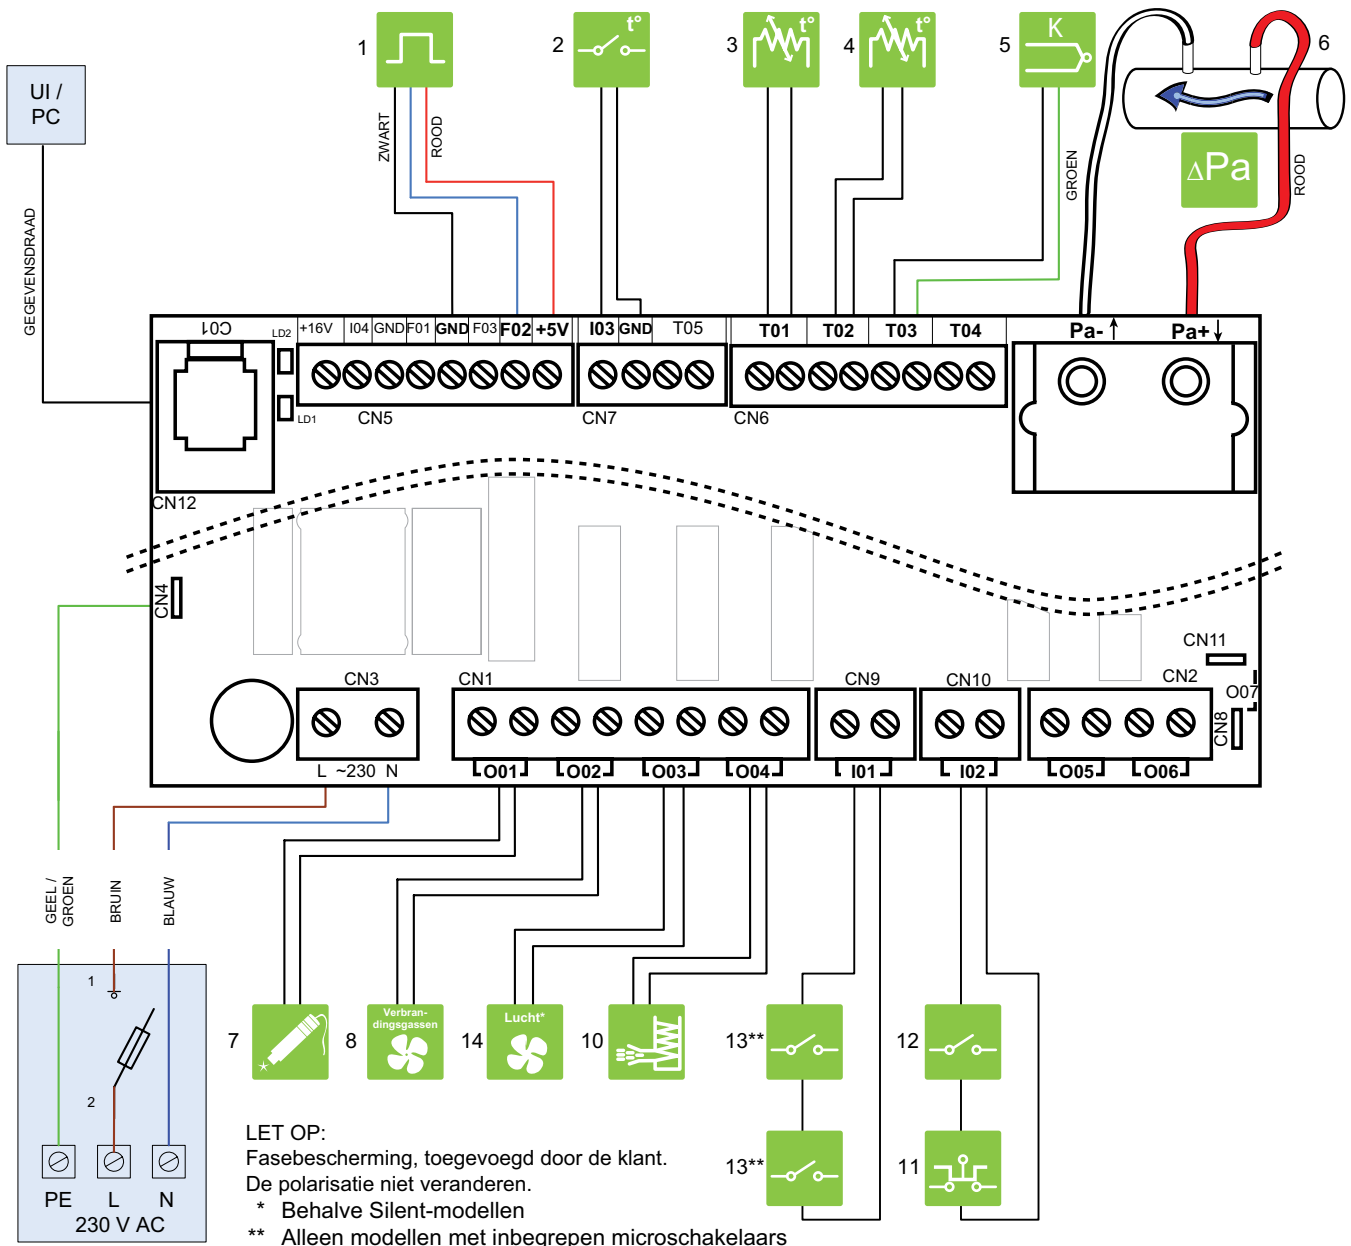 1
2
t°
3
t°
4
t°
5
K
6
UI /
PC
ZWART
ROOD
GROEN
ΔPa
ROOD
GEGEVENSDRAAD
C01
LD2
+16V
I04
GND
F01
GND
F03
F02
+5V
I03
GND
T05
T01
T02
T03
T04
Pa-
Pa+
LD1
CN5
CN7
CN6
CN12
CN4
CN11
CN3
CN1
CN9
CN10
CN2
O07
CN8
L ~230 N
O01
O02
O03
O04
I01
I02
O05
O06
GEEL /
GROEN
BRUIN
BLAUW
1
2
PE
L
N
230 V AC
7
8
Verbran-
dingsgassen
14
Lucht*
10
13**
12
13**
11
LET OP:
Fasebescherming, toegevoegd door de klant.
De polarisatie niet veranderen.
* Behalve Silent-modellen
** Alleen modellen met inbegrepen microschakelaars